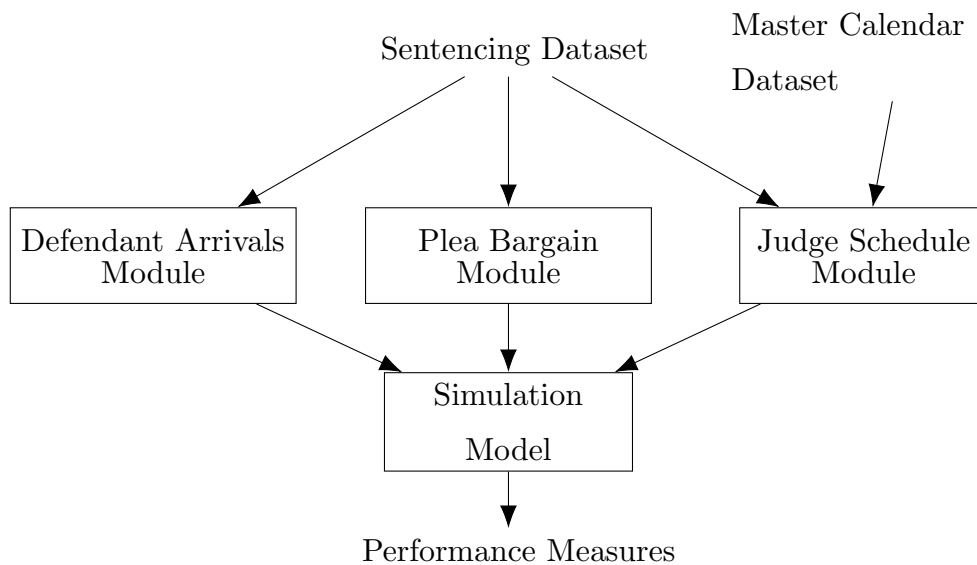 Master Calendar
Dataset
Sentencing Dataset
Defendant Arrivals
Module
Plea Bargain
Module
Judge Schedule
Module
Simulation
Model
Performance Measures